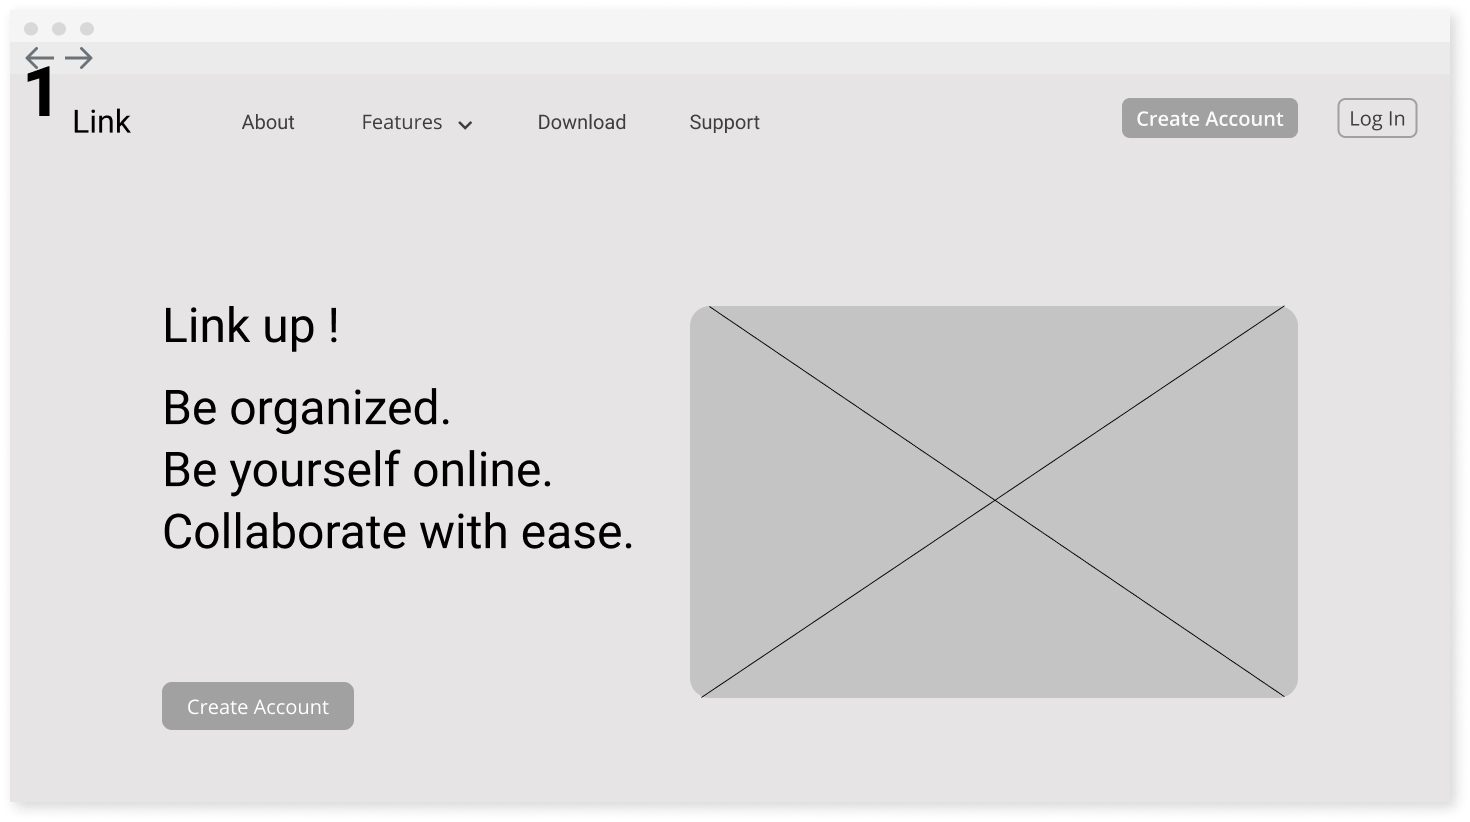 1
Link
About
Features
Download
Support
Create Account
Log In
Link up !
Be organized.
Be yourself online.
Collaborate with ease.
Create Account